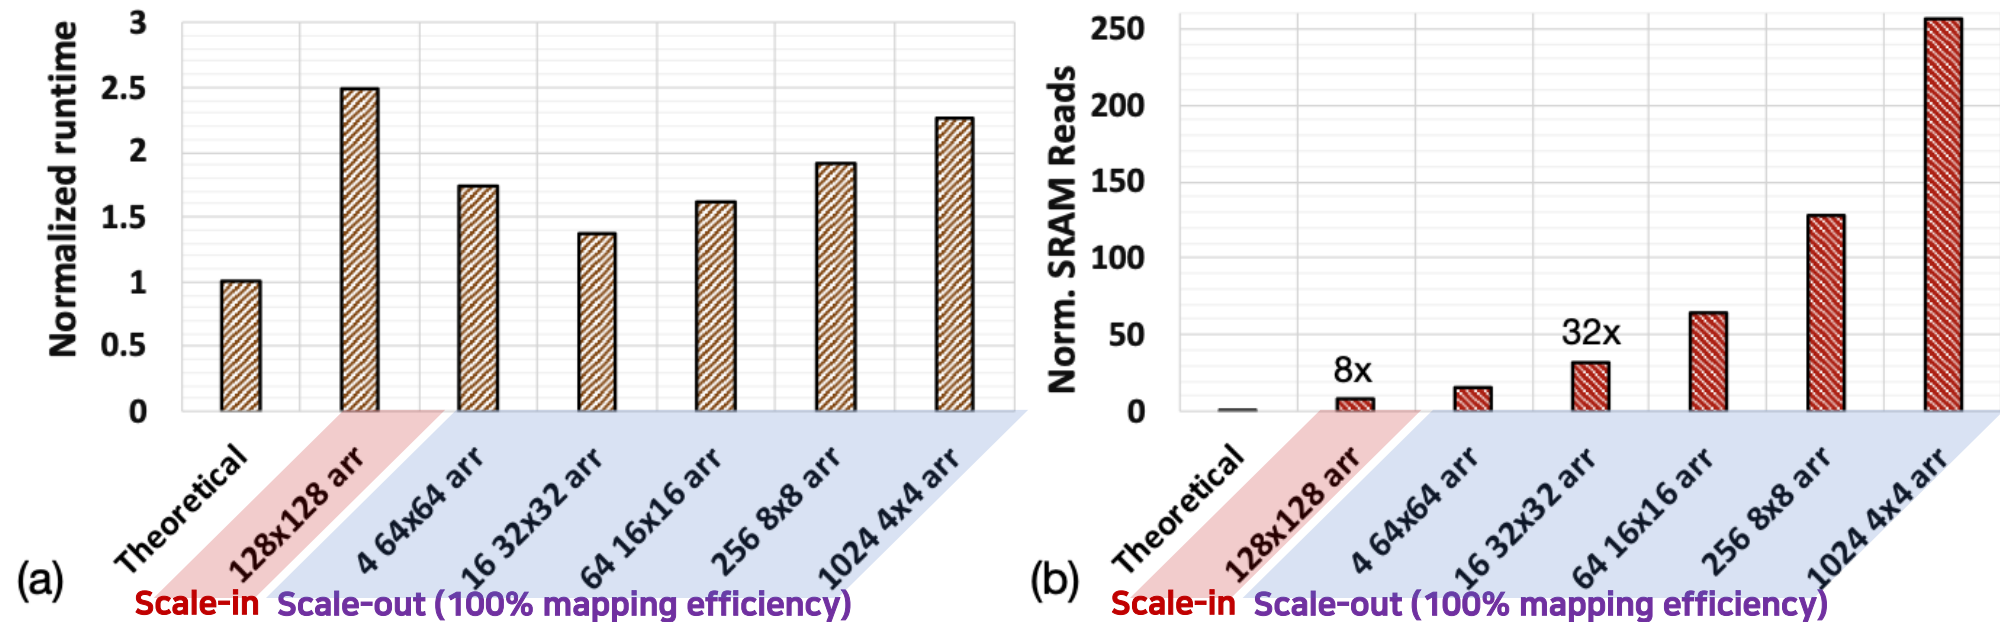 Normalized runtime
3
2.5
2
1.5
1
0.5
0
Theoretical
128x128 arr
4 64x64 arr
16 32x32 arr
64 16x16 arr
256 8x8 arr
1024 4x4 arr
(a)
Scale-in Scale-out (100% mapping efficiency)
Norm. SRAM Reads
250
200
150
100
50
0
8x
32x
Theoretical
128x128 arr
4 64x64 arr
16 32x32 arr
64 16x16 arr
256 8x8 arr
1024 4x4 arr
(b)
Scale-in Scale-out (100% mapping efficiency)